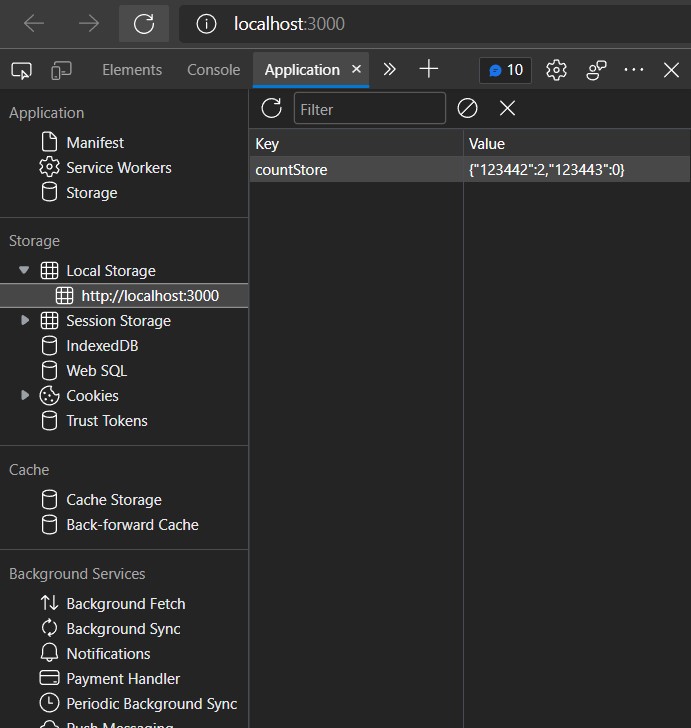 localhost:3000
Elements Console Application 10
Application
Manifest
Service Workers
Storage
Storage
Local Storage
http://localhost:3000
Session Storage
IndexedDB
Web SQL
Cookies
Trust Tokens
Cache
Cache Storage
Back-forward Cache
Background Services
Background Fetch
Background Sync
Notifications
Payment Handler
Periodic Background Sync
Push Messaging
Filter
Key Value
countStore {"123442":2,"123443":0}